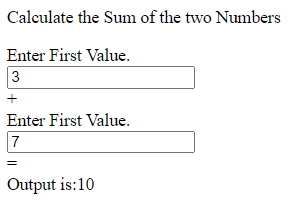 Calculate the Sum of the two Numbers
Enter First Value.
3
+
Enter First Value.
7
=
Output is:10